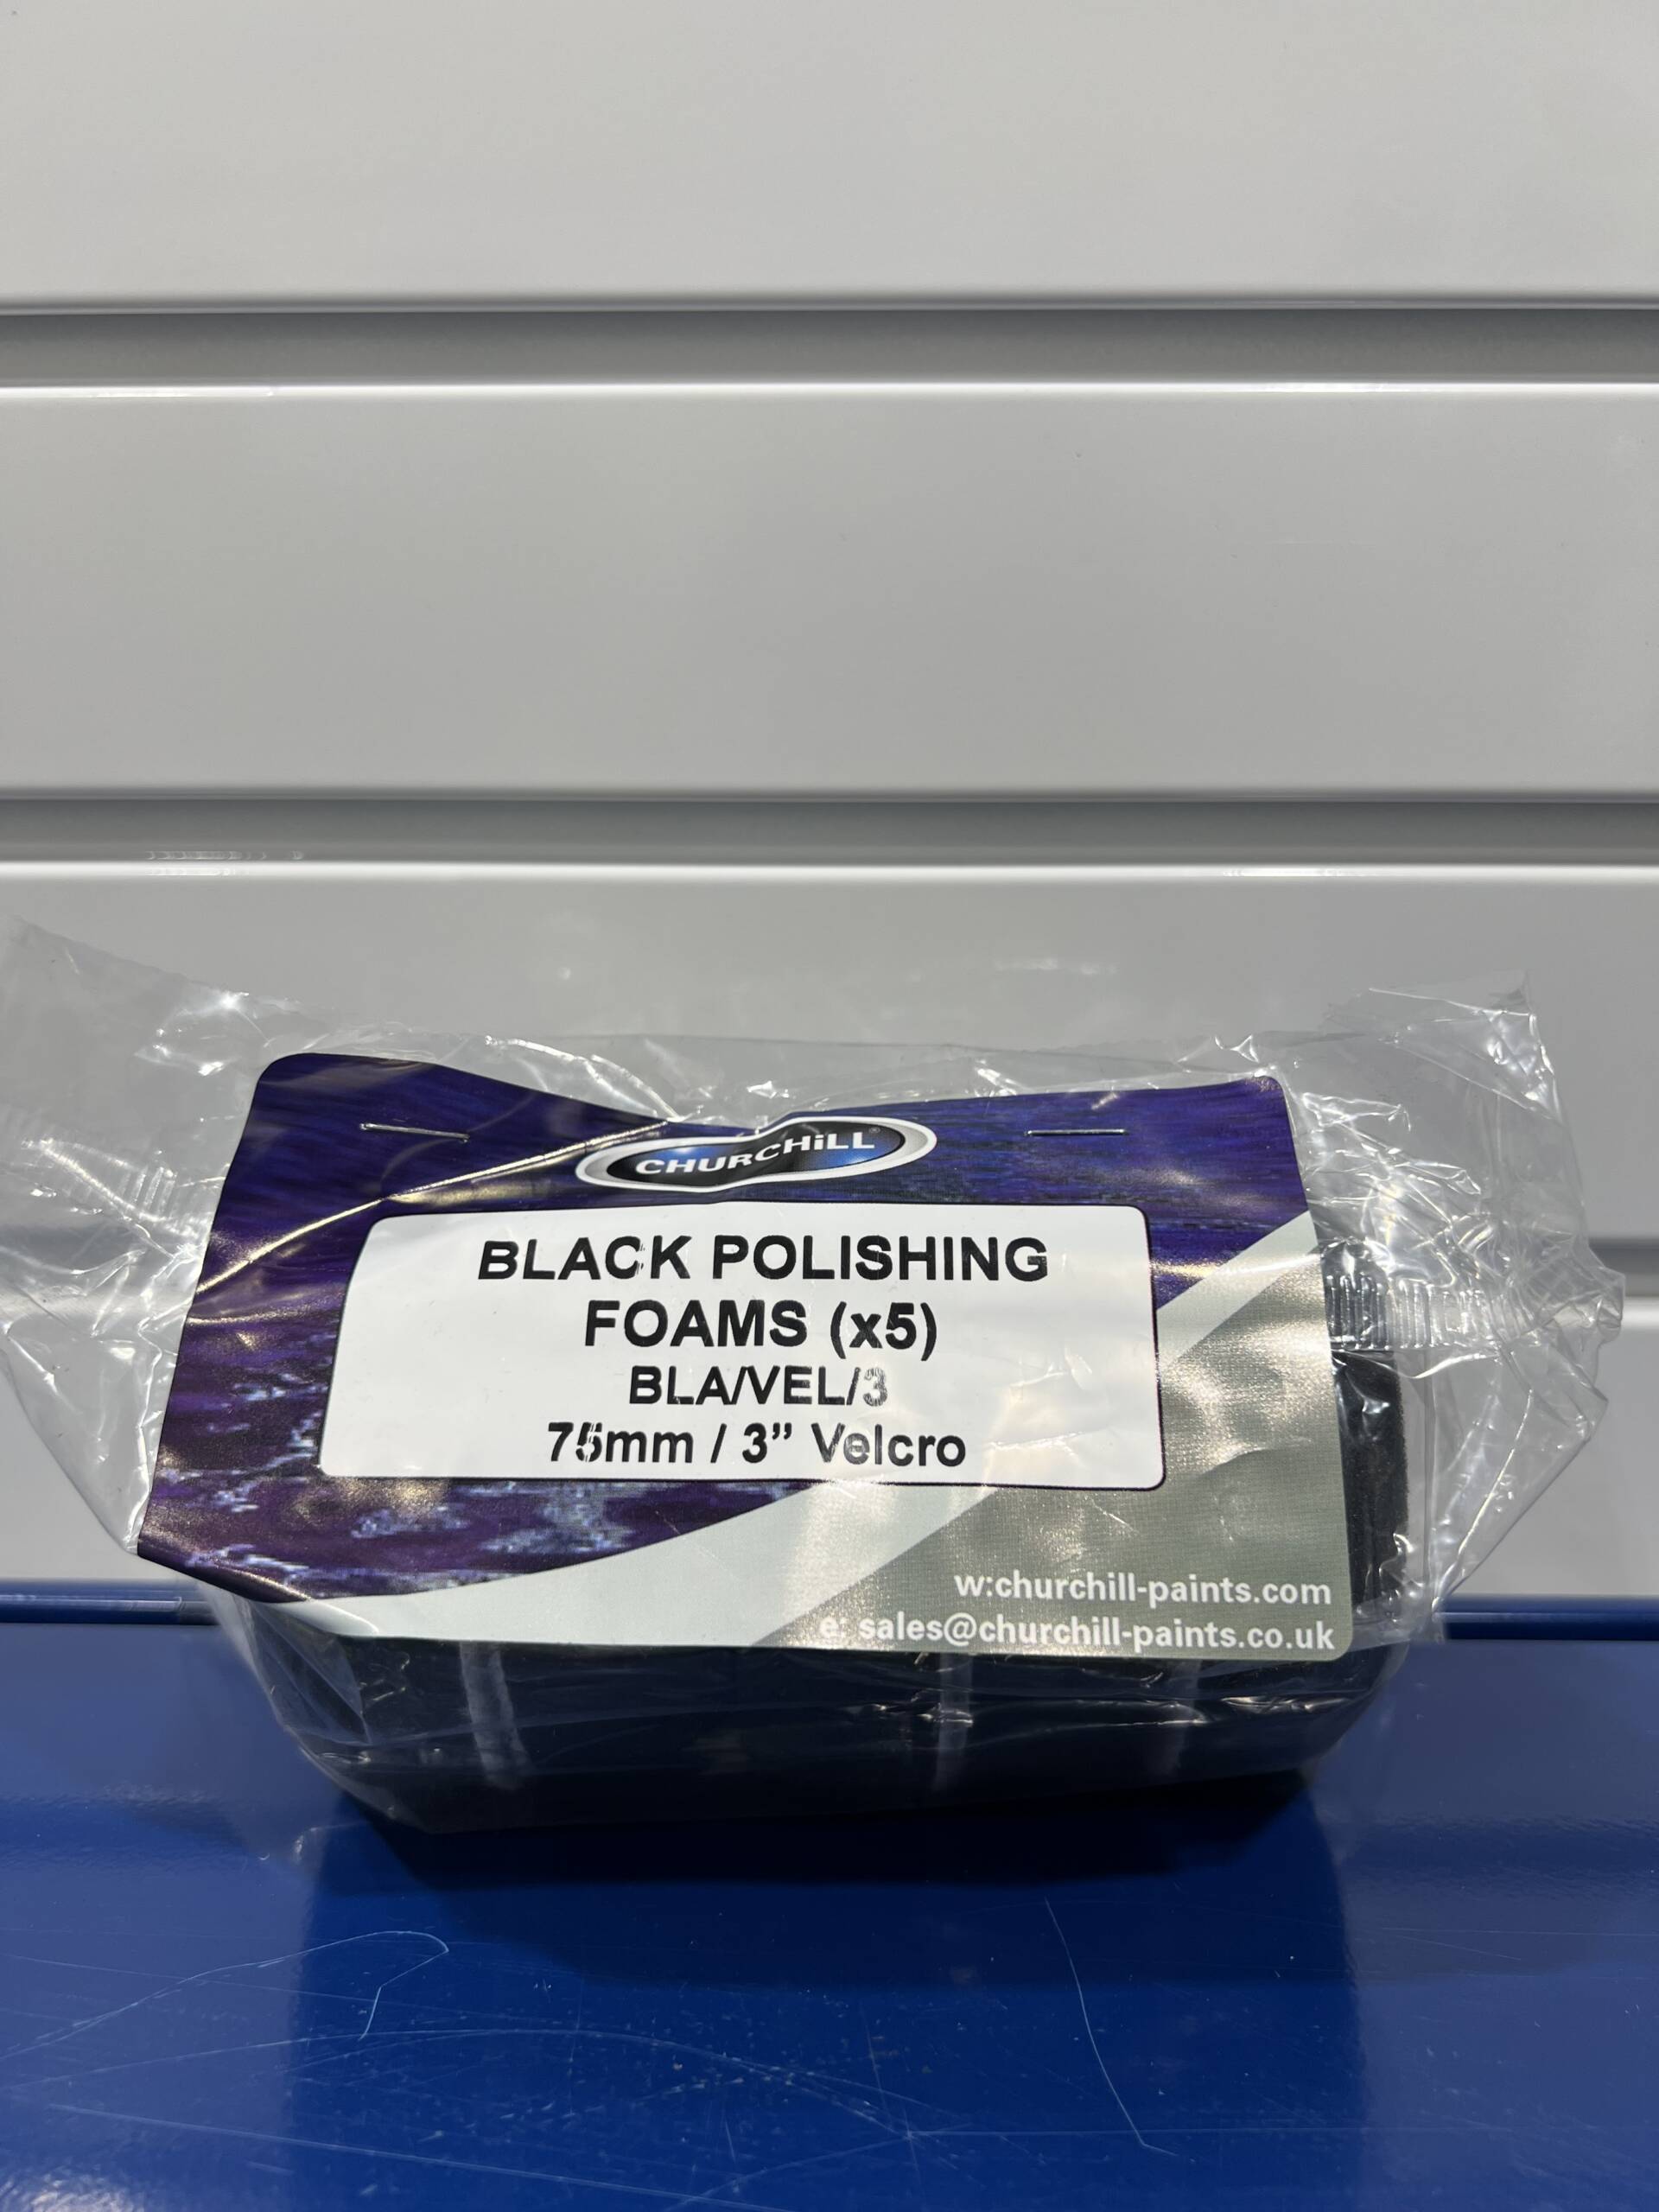 CHURCHiLL®
BLACK POLISHING
FOAMS (x5)
BLA/VEL/3
75mm / 3” Velcro
w:churchill-paints.com
e: sales@churchill-paints.co.uk